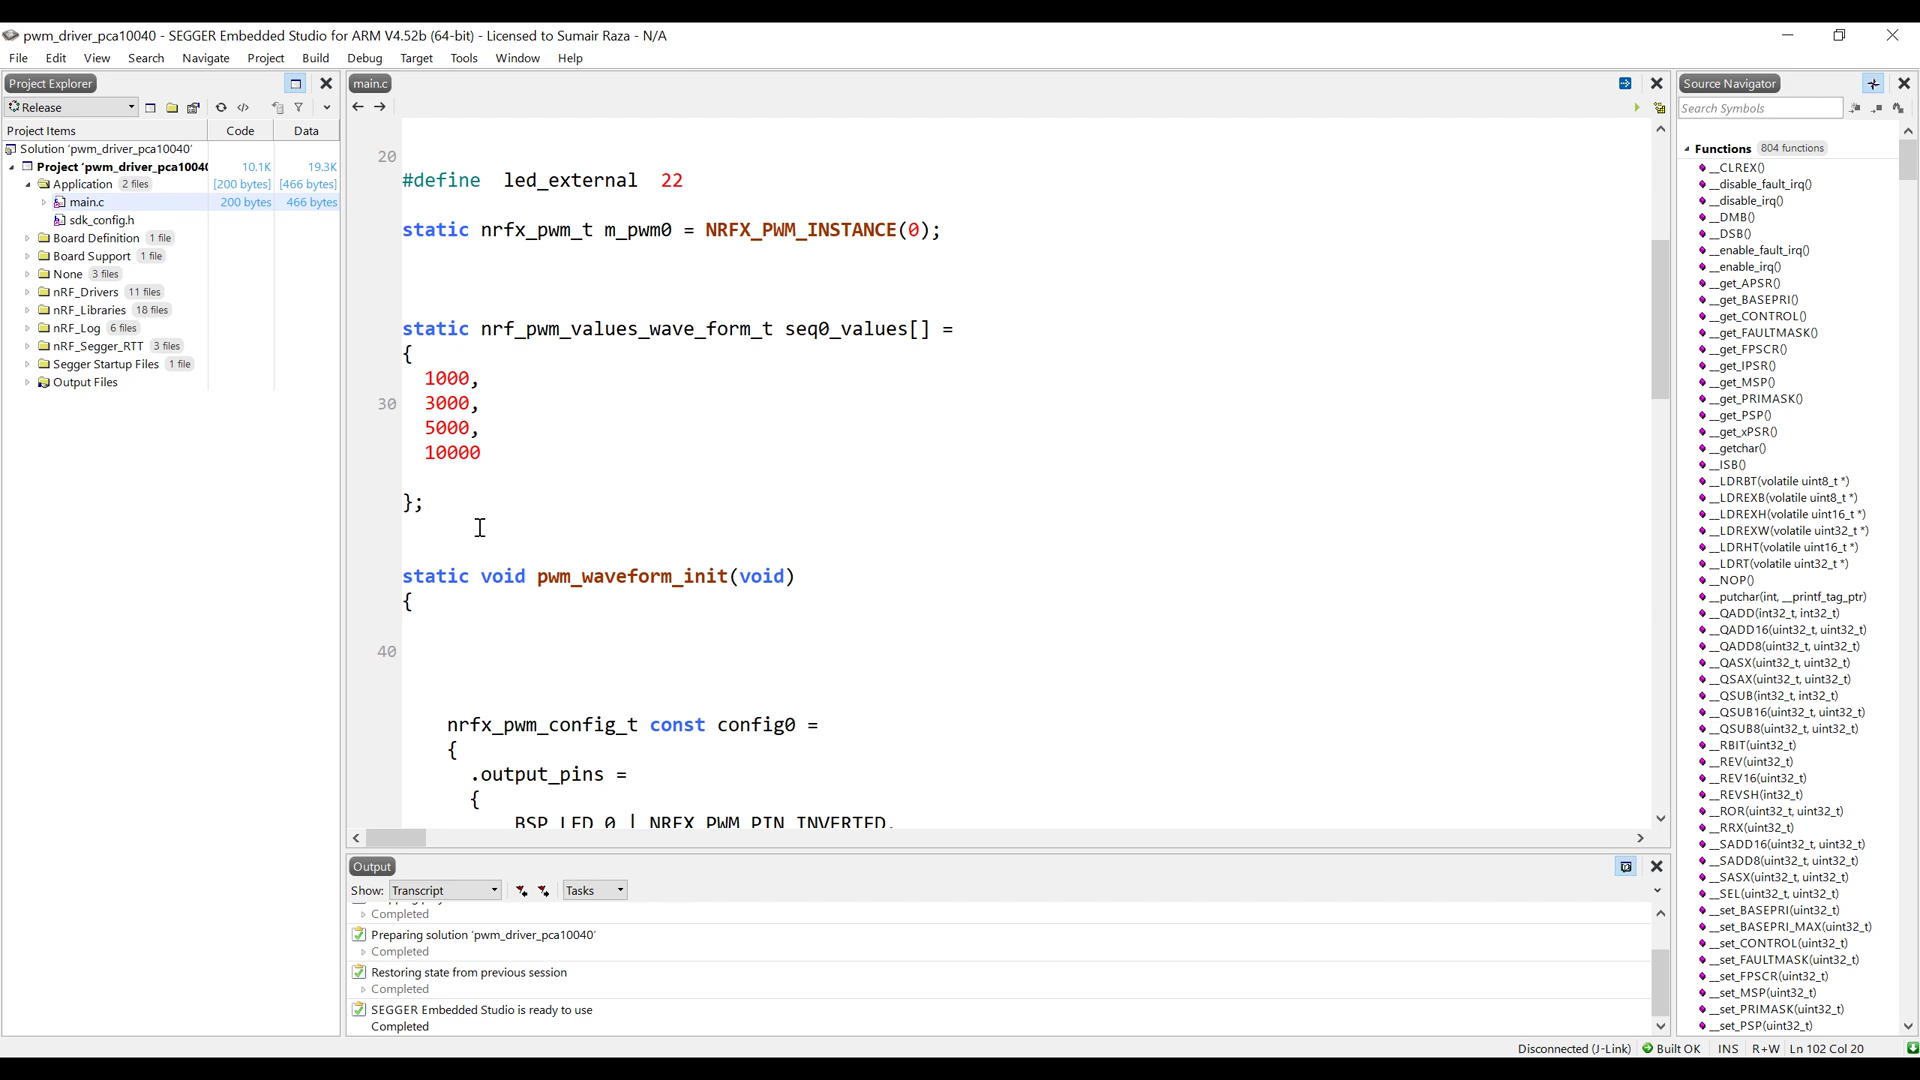 pwm_driver_pca10040 - SEGGER Embedded Studio for ARM V4.52b (64-bit) - Licensed to Sumair Raza - N/A
File Edit View Search Navigate Project Build Debug Target Tools Window Help
Project Explorer
Release
Project Items Code Data
Solution 'pwm_driver_pca10040'
Project 'pwm_driver_pca10040 10.1K 19.3K
Application 2 files [200 bytes] [466 bytes]
main.c 200 bytes 466 bytes
sdk_config.h
Board Definition 1 file
Board Support 1 file
None 3 files
nRF_Drivers 11 files
nRF_Libraries 18 files
nRF_Log 6 files
nRF_Segger_RTT 3 files
Segger Startup Files 1 file
Output Files
main.c
20
#define led_external 22
static nrfx_pwm_t m_pwm0 = NRFX_PWM_INSTANCE(0);
static nrf_pwm_values_wave_form_t seq0_values[] =
{
1000,
30 3000,
5000,
10000
};
static void pwm_waveform_init(void)
{
40
nrfx_pwm_config_t const config0 =
{
.output_pins =
{
BSP_LED_0 | NRFX_PWM_PIN_INVERTED,
Output
Show: Transcript Tasks
Completed
Preparing solution 'pwm_driver_pca10040'
Completed
Restoring state from previous session
Completed
SEGGER Embedded Studio is ready to use
Completed
Source Navigator
Search Symbols
Functions 804 functions
__CLREX()
__disable_fault_irq()
__disable_irq()
__DMB()
__DSB()
__enable_fault_irq()
__enable_irq()
__get_APSR()
__get_BASEPRI()
__get_CONTROL()
__get_FAULTMASK()
__get_FPSCR()
__get_IPSR()
__get_MSP()
__get_PRIMASK()
__get_PSP()
__get_xPSR()
__getchar()
__ISB()
__LDRBT(volatile uint8_t *)
__LDREXB(volatile uint8_t *)
__LDREXH(volatile uint16_t *)
__LDREXW(volatile uint32_t *)
__LDRHT(volatile uint16_t *)
__LDRT(volatile uint32_t *)
__NOP()
__putchar(int, __printf_tag_ptr)
__QADD(int32_t, int32_t)
__QADD16(uint32_t, uint32_t)
__QADD8(uint32_t, uint32_t)
__QASX(uint32_t, uint32_t)
__QSAX(uint32_t, uint32_t)
__QSUB(int32_t, int32_t)
__QSUB16(uint32_t, uint32_t)
__QSUB8(uint32_t, uint32_t)
__RBIT(uint32_t)
__REV(uint32_t)
__REV16(uint32_t)
__REVSH(int32_t)
__ROR(uint32_t, uint32_t)
__RRX(uint32_t)
__SADD16(uint32_t, uint32_t)
__SADD8(uint32_t, uint32_t)
__SASX(uint32_t, uint32_t)
__SEL(uint32_t, uint32_t)
__set_BASEPRI(uint32_t)
__set_BASEPRI_MAX(uint32_t)
__set_CONTROL(uint32_t)
__set_FAULTMASK(uint32_t)
__set_FPSCR(uint32_t)
__set_MSP(uint32_t)
__set_PRIMASK(uint32_t)
__set_PSP(uint32_t)
Disconnected (J-Link) Built OK INS R+W Ln 102 Col 20